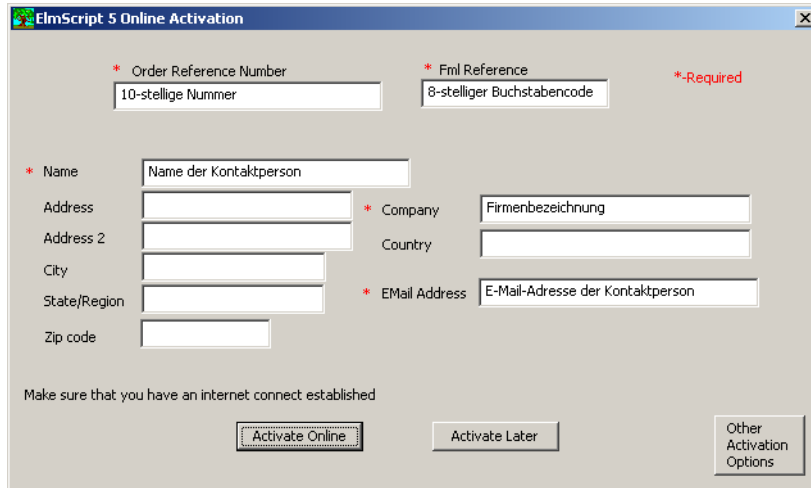 ElmScript 5 Online Activation
* Order Reference Number
* Fml Reference
*-Required
10-stellige Nummer
8-stelliger Buchstabencode
* Name
Name der Kontaktperson
Address
* Company
Firmenbezeichnung
Address 2
Country
City
State/Region
* EMail Address
E-Mail-Adresse der Kontaktperson
Zip code
Make sure that you have an internet connect established
Activate Online
Activate Later
Other
Activation
Options